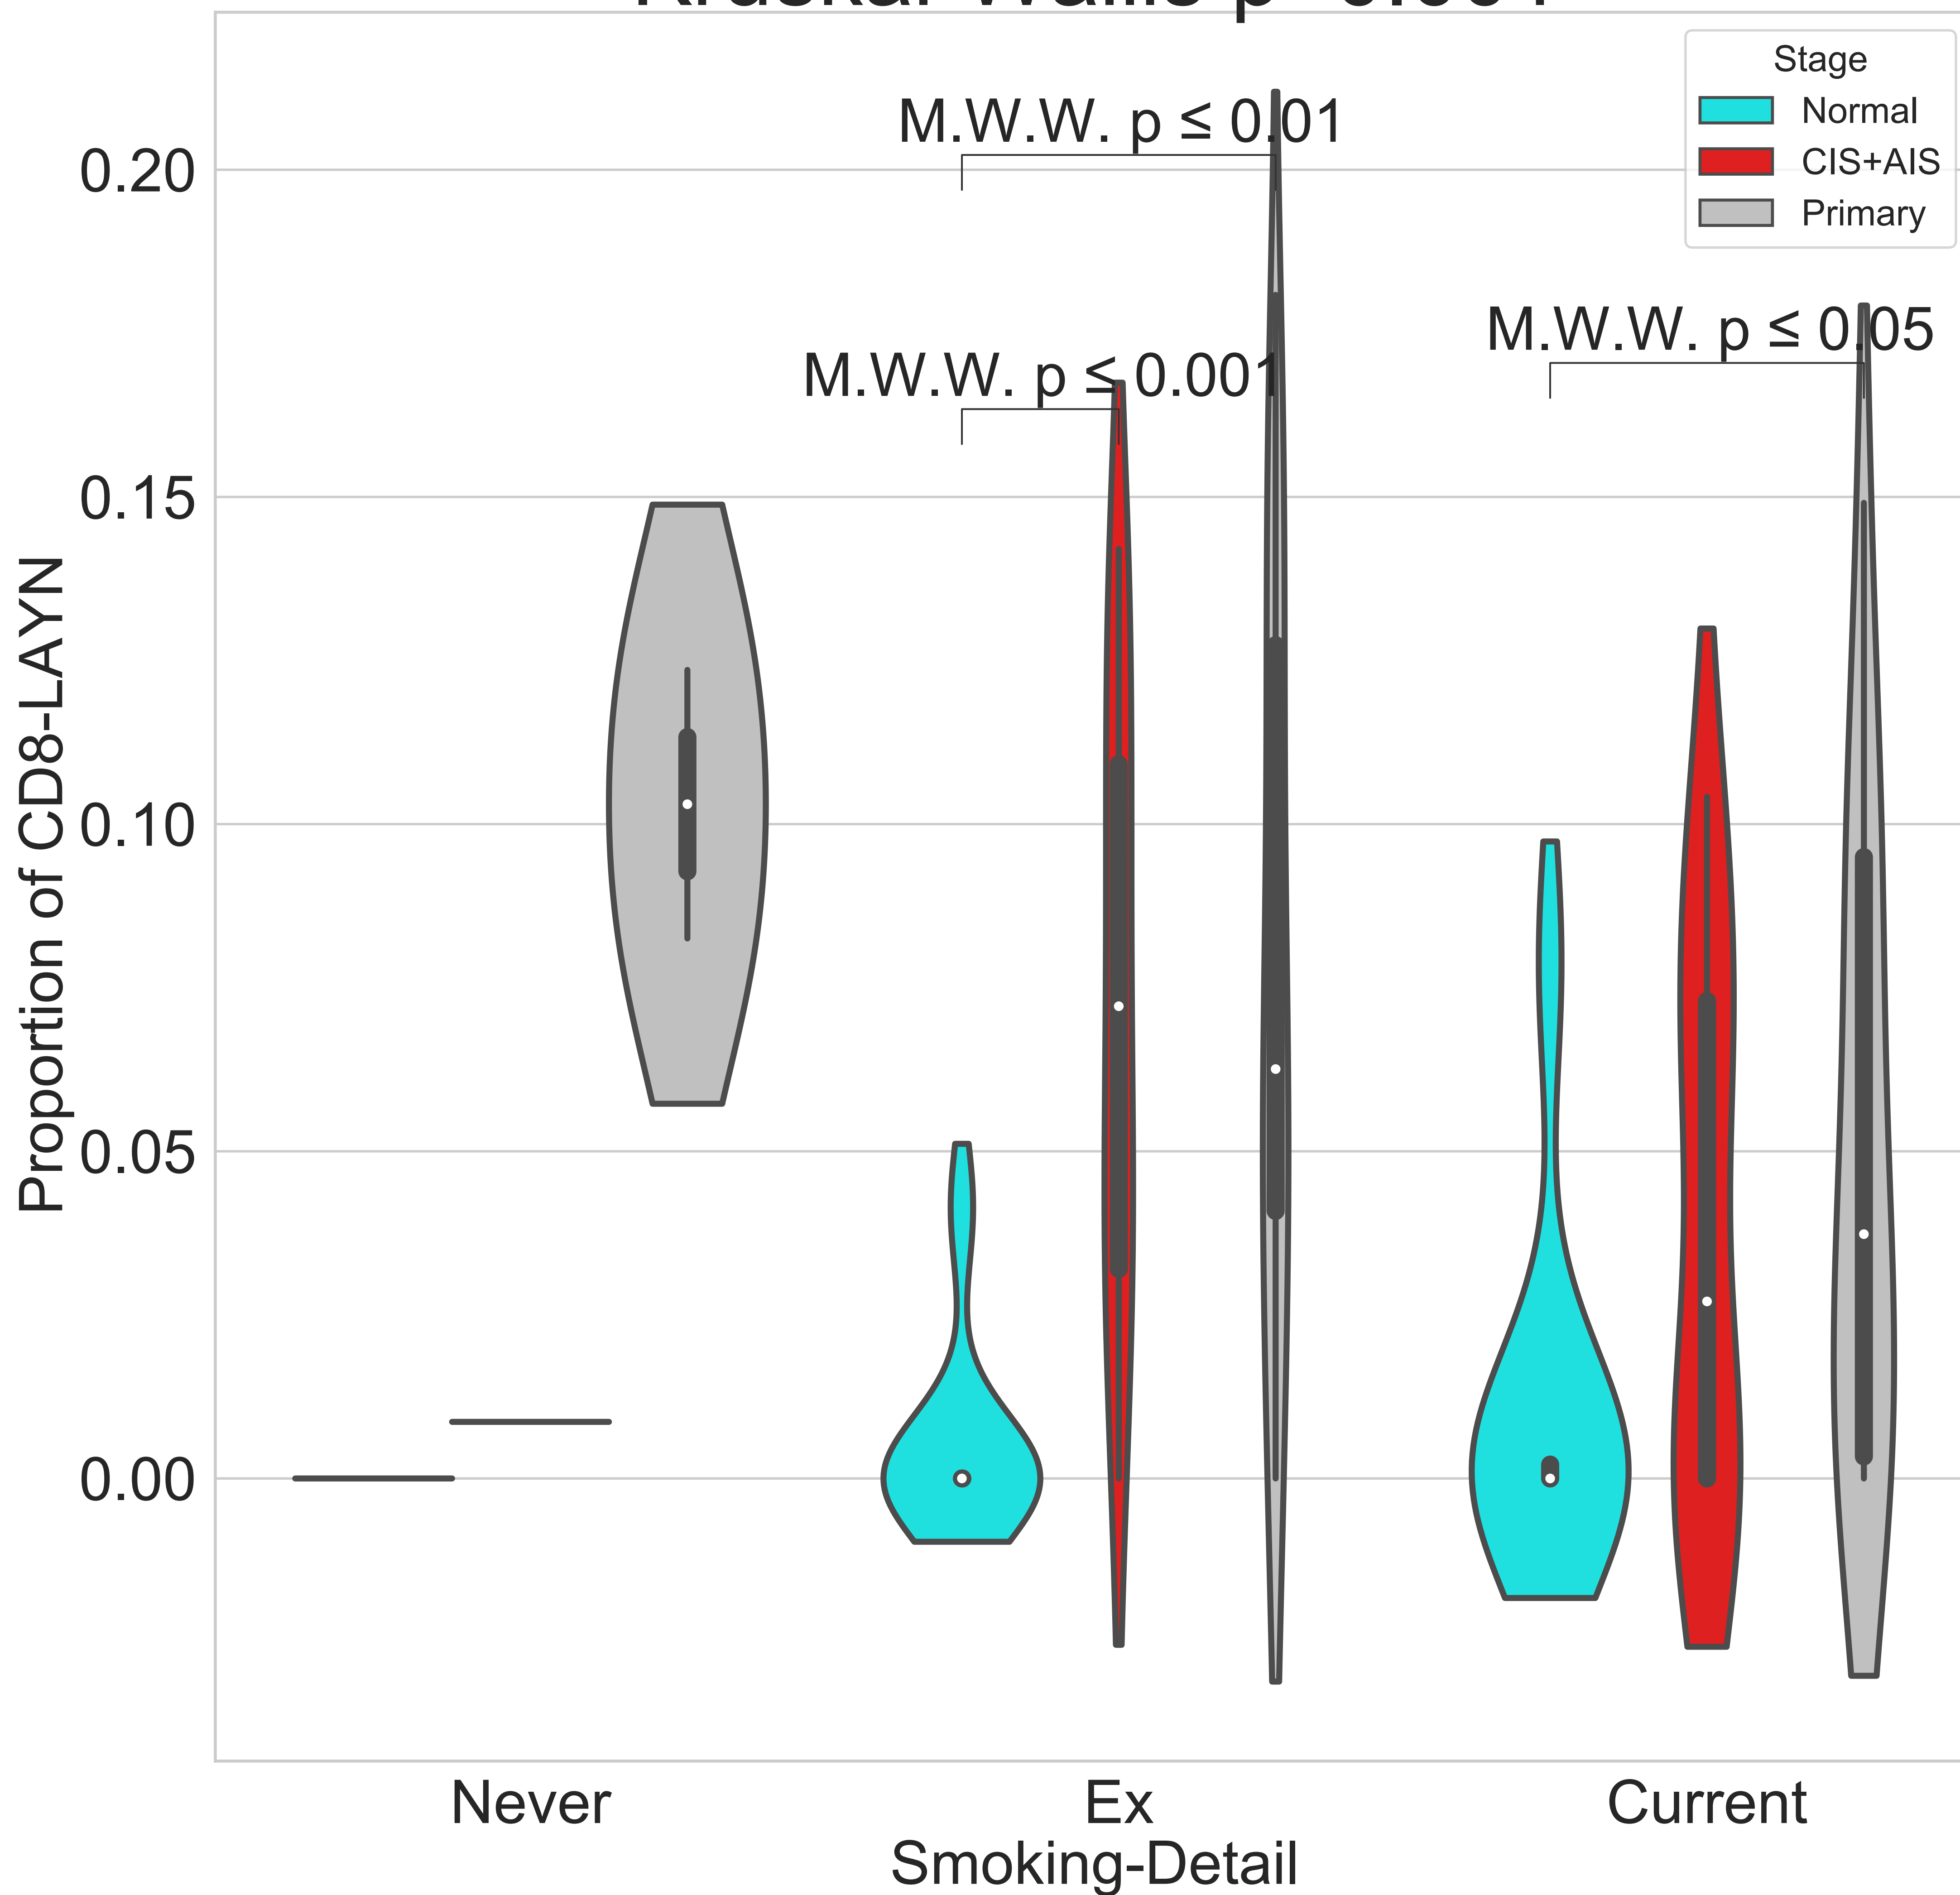 Stage
Normal
CIS+AIS
Primary
M.W.W. p ≤ 0.01
M.W.W. p ≤ 0.05
M.W.W. p ≤ 0.001
0.20
0.15
0.10
0.05
0.00
Proportion of CD8-LAYN
Never
Ex
Current
Smoking-Detail